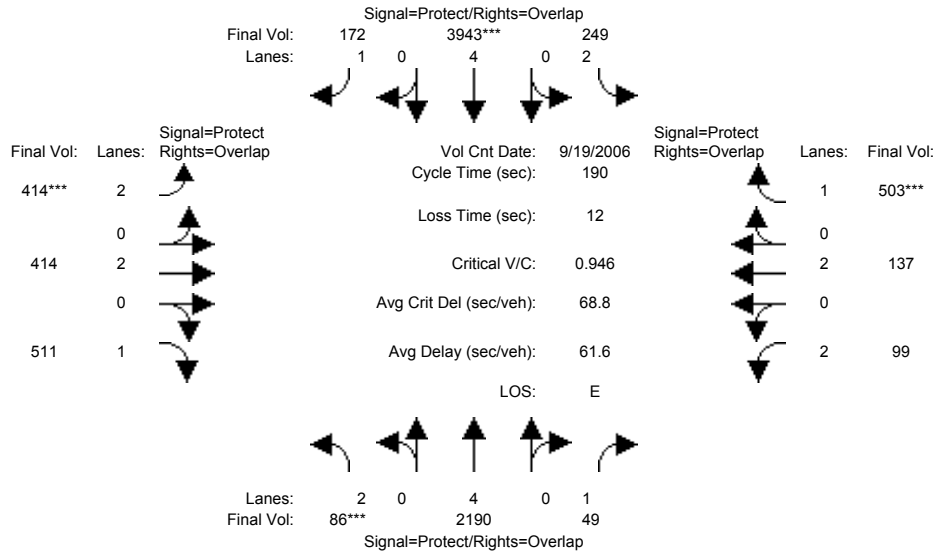 Signal=Protect/Rights=Overlap
Final Vol: 172 3943*** 249
Lanes: 1 0 4 0 2
Signal=Protect Signal=Protect
Final Vol: Lanes: Rights=Overlap Vol Cnt Date: 9/19/2006 Rights=Overlap Lanes: Final Vol:
Cycle Time (sec): 190
414*** 2 1 503***
Loss Time (sec): 12
0 0
414 2 Critical V/C: 0.946 2 137
0 Avg Crit Del (sec/veh): 68.8 0
511 1 Avg Delay (sec/veh): 61.6 2 99
LOS: E
Lanes: 2 0 4 0 1
Final Vol: 86*** 2190 49
Signal=Protect/Rights=Overlap